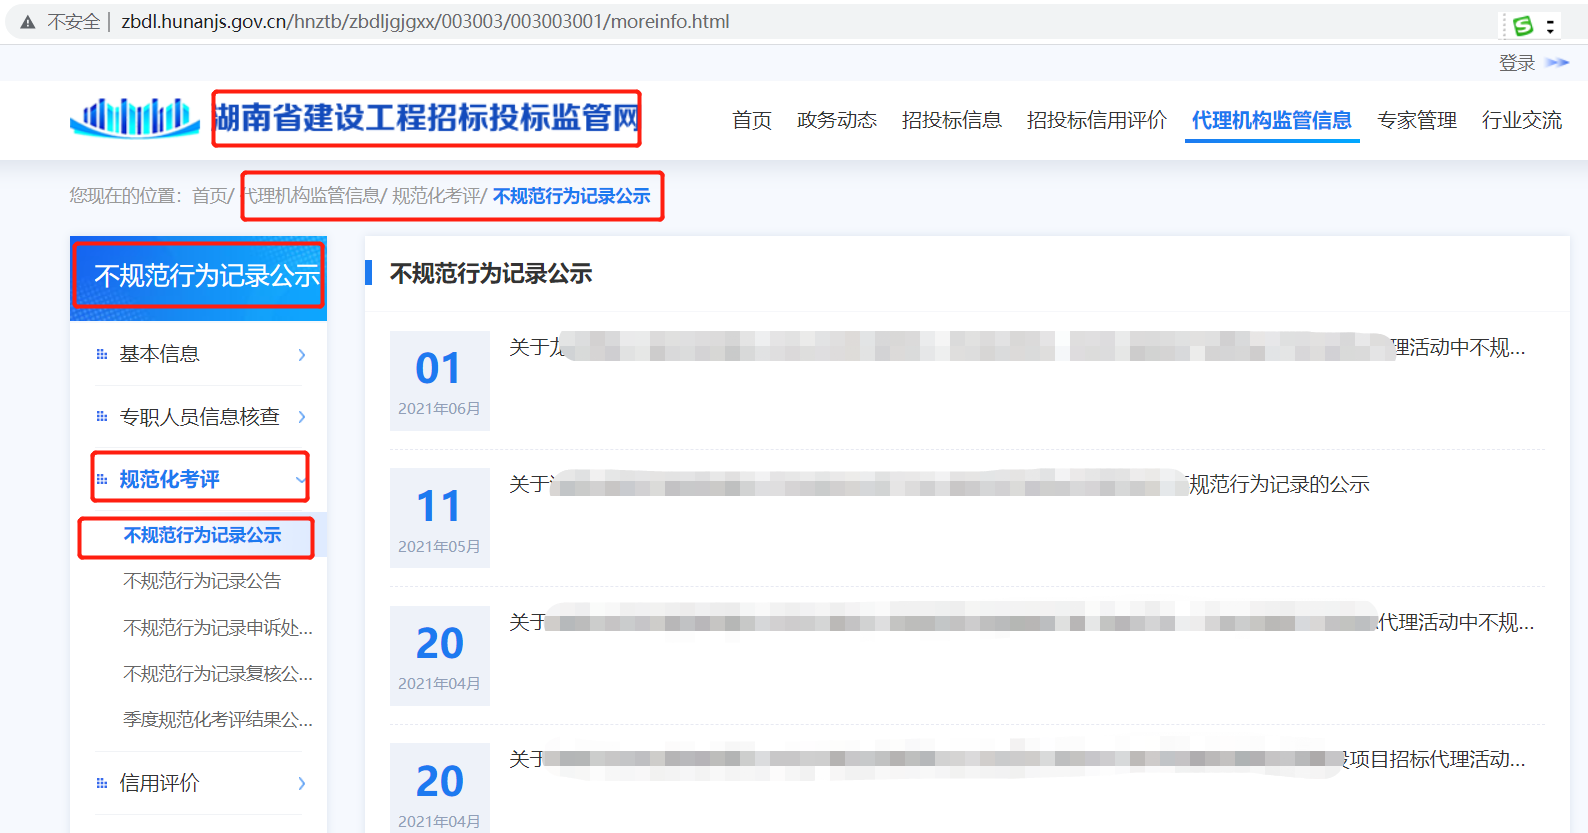 不安全 | zbdl.hunanjs.gov.cn/hnztb/zbdljgjgxx/003003/003003001/moreinfo.html
登录
湖南省建设工程招标投标监管网
首页 政务动态 招投标信息 招投标信用评价 代理机构监管信息 专家管理 行业交流
您现在的位置：首页/ 代理机构监管信息/ 规范化考评/ 不规范行为记录公示
不规范行为记录公示
基本信息
专职人员信息核查
规范化考评
不规范行为记录公示
不规范行为记录公告
不规范行为记录申诉处...
不规范行为记录复核公...
季度规范化考评结果公...
信用评价
不规范行为记录公示
01
2021年06月
关于龙 理活动中不规...
11
2021年05月
关于 规范行为记录的公示
20
2021年04月
关于 代理活动中不规...
20
2021年04月
关于 项目招标代理活动...